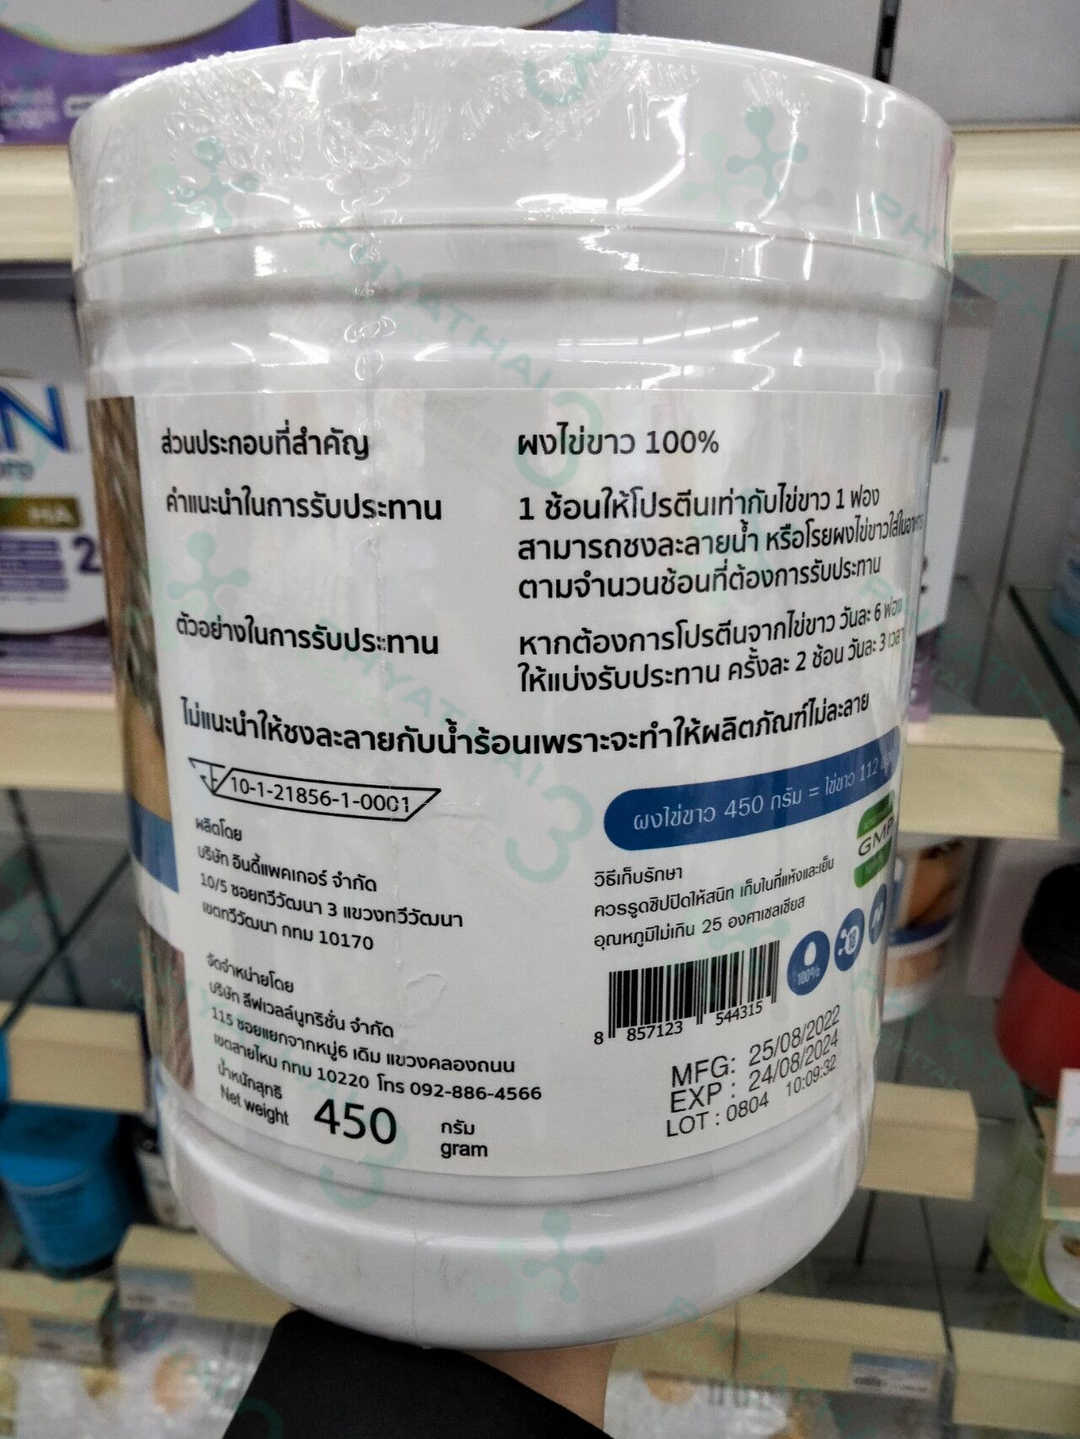 ส่วนประกอบที่สำคัญ ผงไข่ขาว 100%
คำแนะนำในการรับประทาน 1 ช้อนให้โปรตีนเท่ากับไข่ขาว 1 ฟอง
สามารถชงละลายน้ำ หรือโรยผงไข่ขาวใส่ในอาหาร
ตามจำนวนช้อนที่ต้องการรับประทาน
ตัวอย่างในการรับประทาน หากต้องการโปรตีนจากไข่ขาว วันละ 6 ฟอง
ให้แบ่งรับประทาน ครั้งละ 2 ช้อน วันละ 3 เวลา
ไม่แนะนำให้ชงละลายกับน้ำร้อนเพราะจะทำให้ผลิตภัณฑ์ไม่ละลาย
10-1-21856-1-0001
ผงไข่ขาว 450 กรัม = ไข่ขาว 112
GMP
ผลิตโดย
บริษัท อินดี้แพคเกอร์ จำกัด
10/5 ซอยทวีวัฒนา 3 แขวงทวีวัฒนา
เขตทวีวัฒนา กทม 10170
วิธีเก็บรักษา
ควรรูดซิปปิดให้สนิท เก็บในที่แห้งและเย็น
อุณหภูมิไม่เกิน 25 องศาเซลเซียส
100%
จัดจำหน่ายโดย
บริษัท ลีฟเวลล์นูทริชั่น จำกัด
115 ซอยแยกจากหมู่6 เดิม แขวงคลองถนน
เขตสายไหม กทม 10220 โทร 092-886-4566
น้ำหนักสุทธิ
Net weight 450 กรัม
gram
8 857123 544315
MFG: 25/08/2022
EXP : 24/08/2024
LOT : 0804 10:09:32
HA
2
PHYATHAI 3
PHYATHAI 3